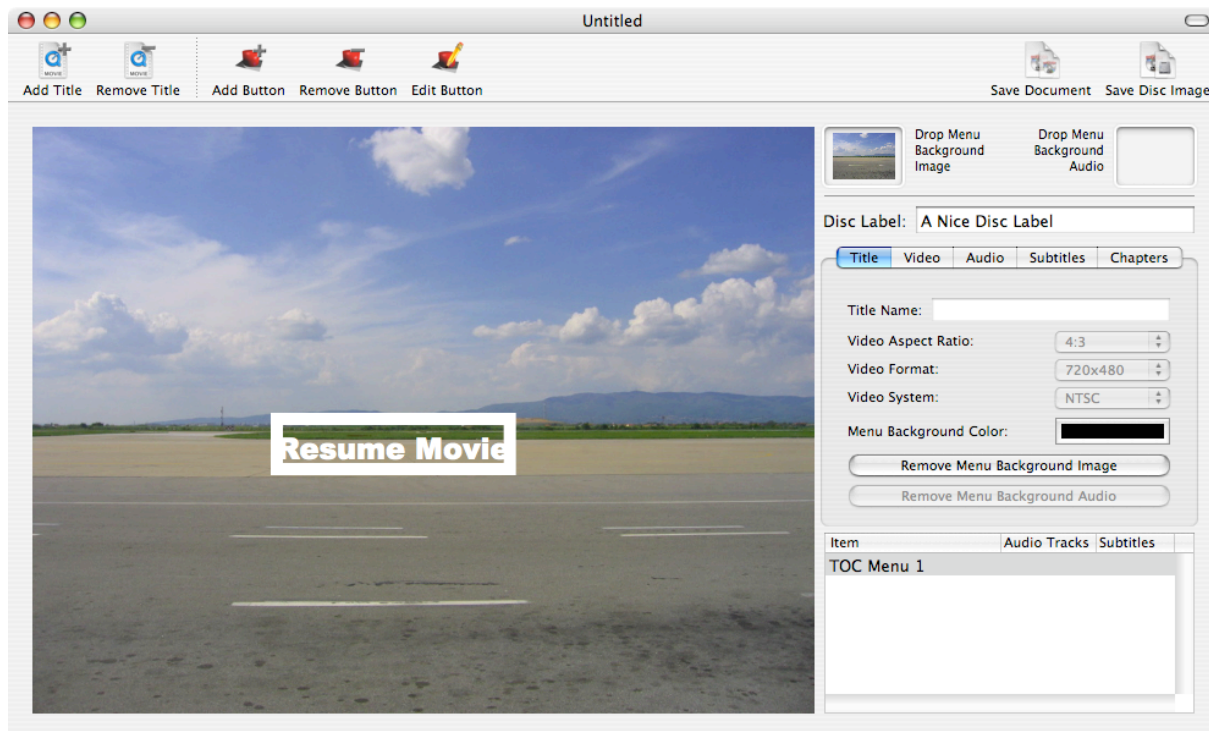 Untitled
MOVIE MOVIE
Add Title Remove Title Add Button Remove Button Edit Button Save Document Save Disc Image
Drop Menu Background Image
Drop Menu Background Audio
Disc Label: A Nice Disc Label
Title Video Audio Subtitles Chapters
Title Name:
Video Aspect Ratio: 4:3
Video Format: 720x480
Video System: NTSC
Menu Background Color:
Remove Menu Background Image
Remove Menu Background Audio
Resume Movie
Item Audio Tracks Subtitles
TOC Menu 1